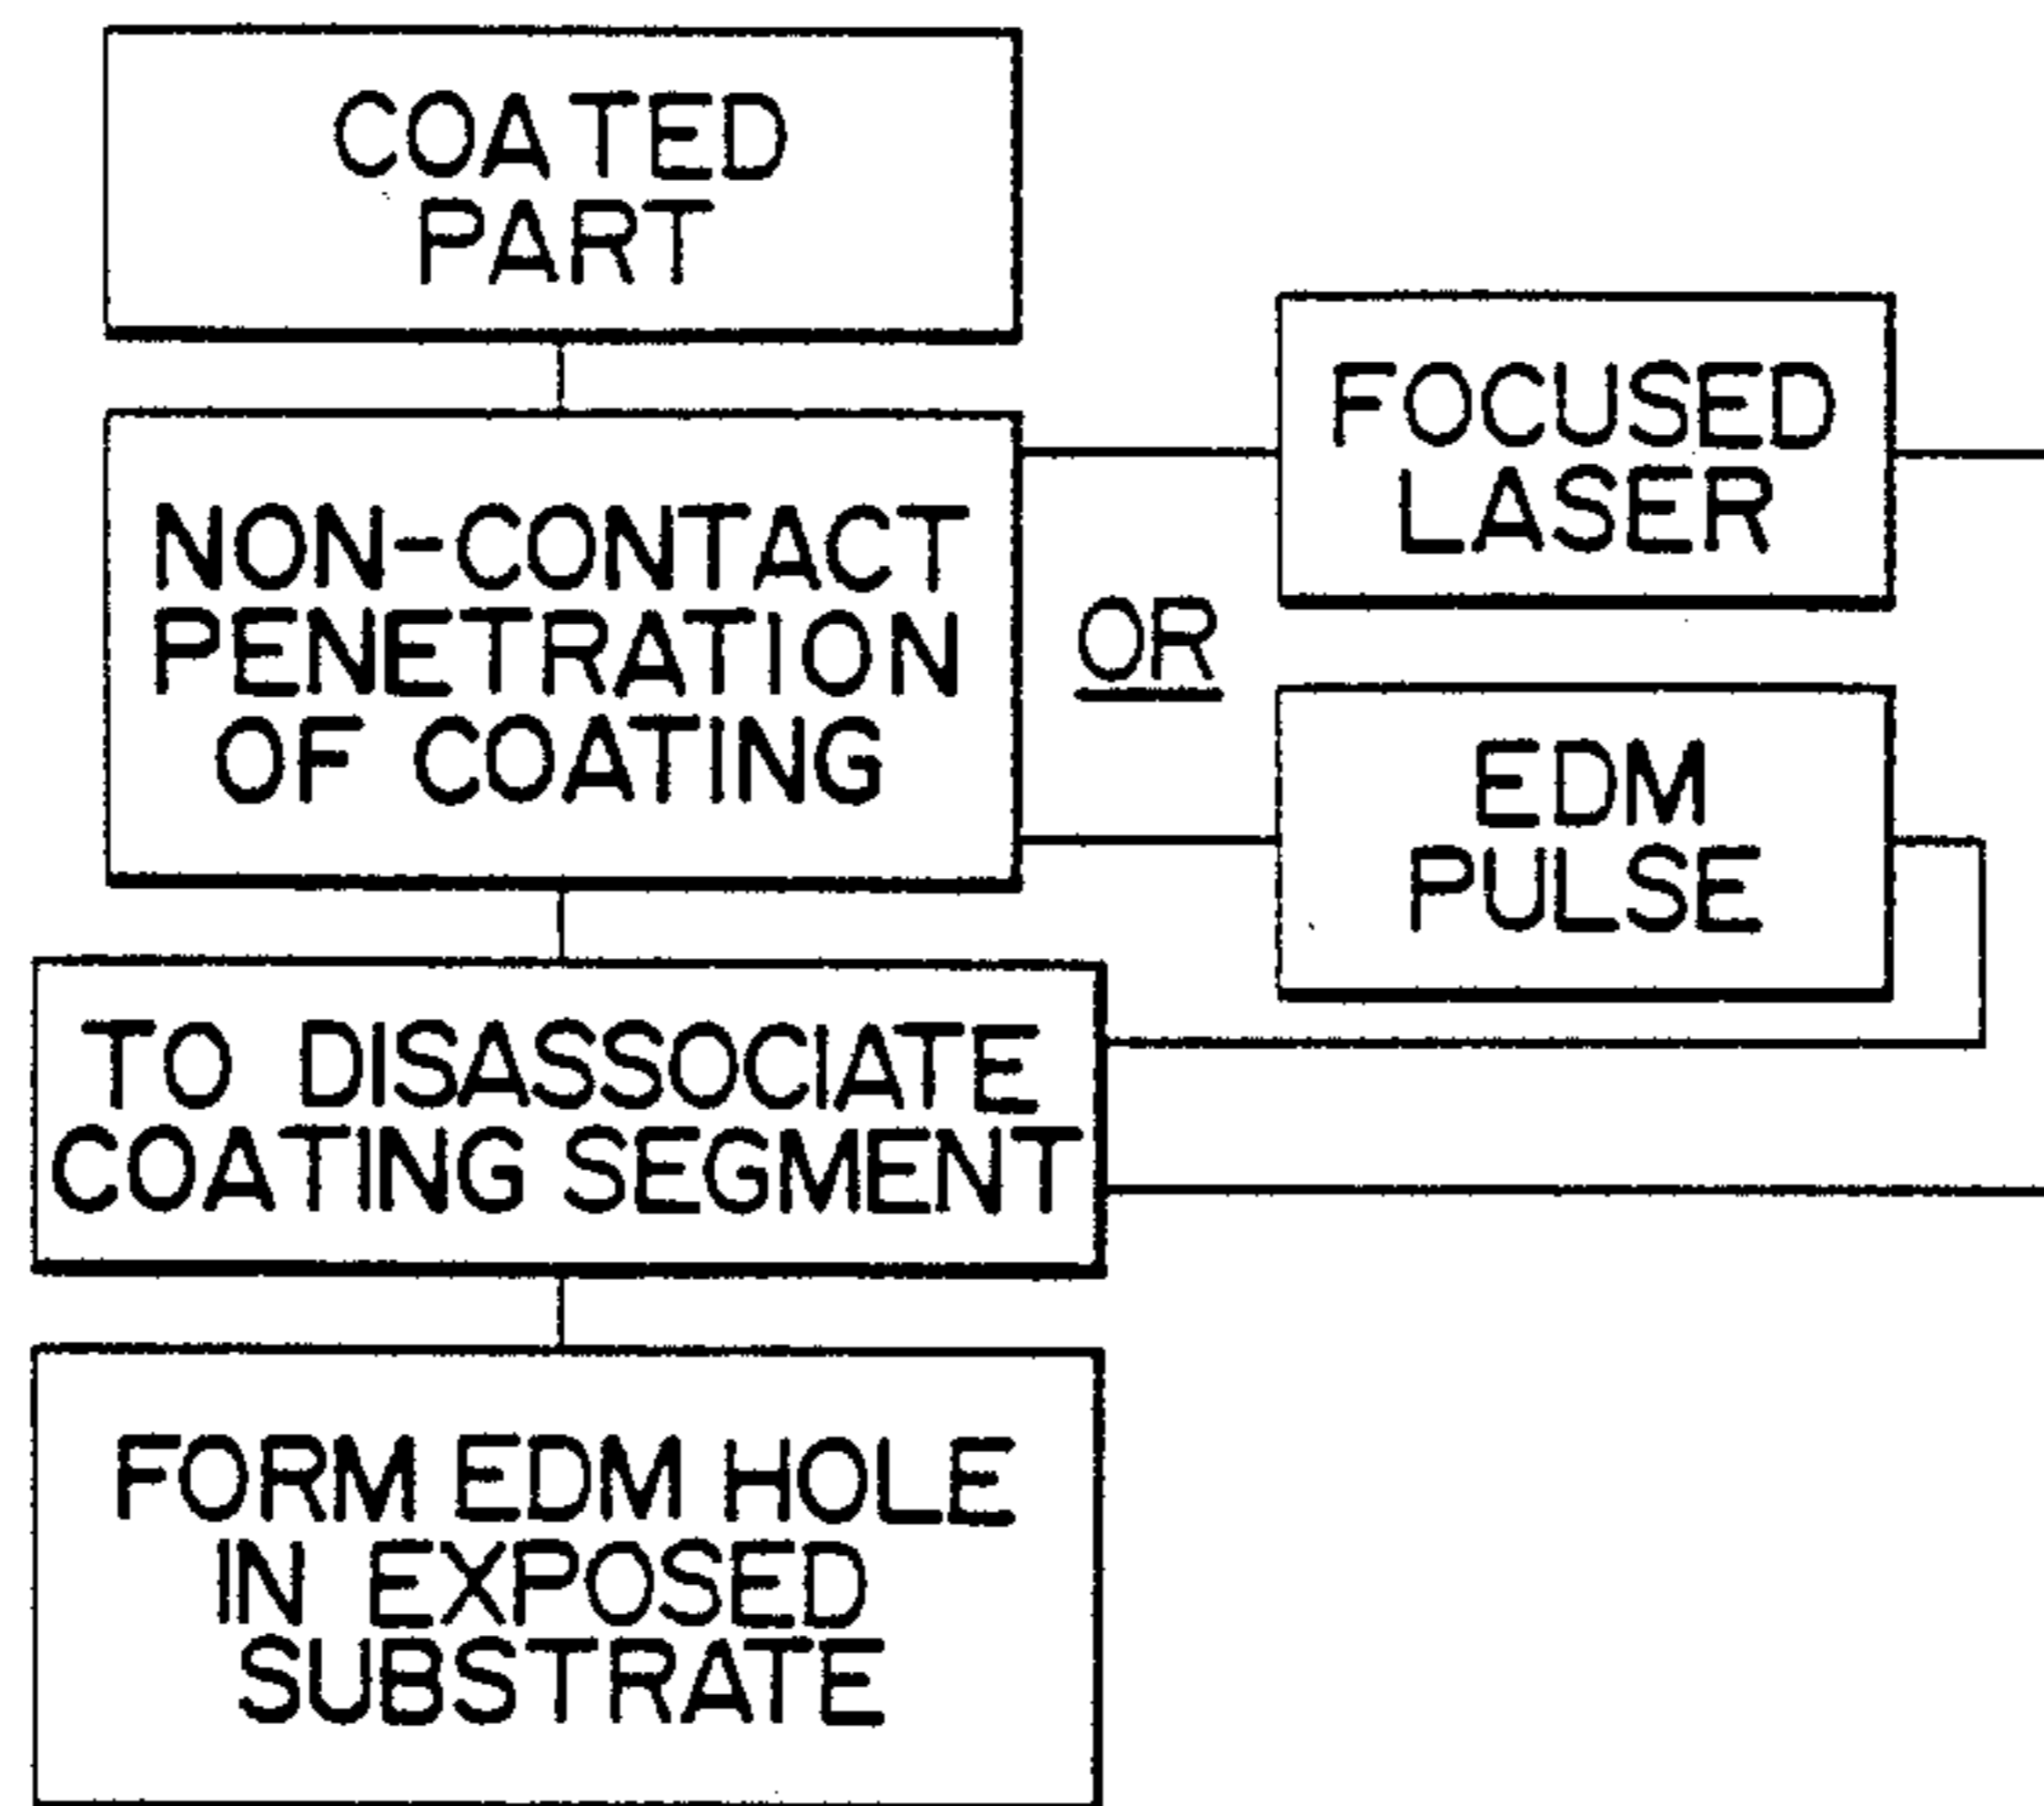 COATED
PART
NON-CONTACT
PENETRATION
OF COATING
FOCUSED
LASER
OR
EDM
PULSE
TO DISASSOCIATE
COATING SEGMENT
FORM EDM HOLE
IN EXPOSED
SUBSTRATE